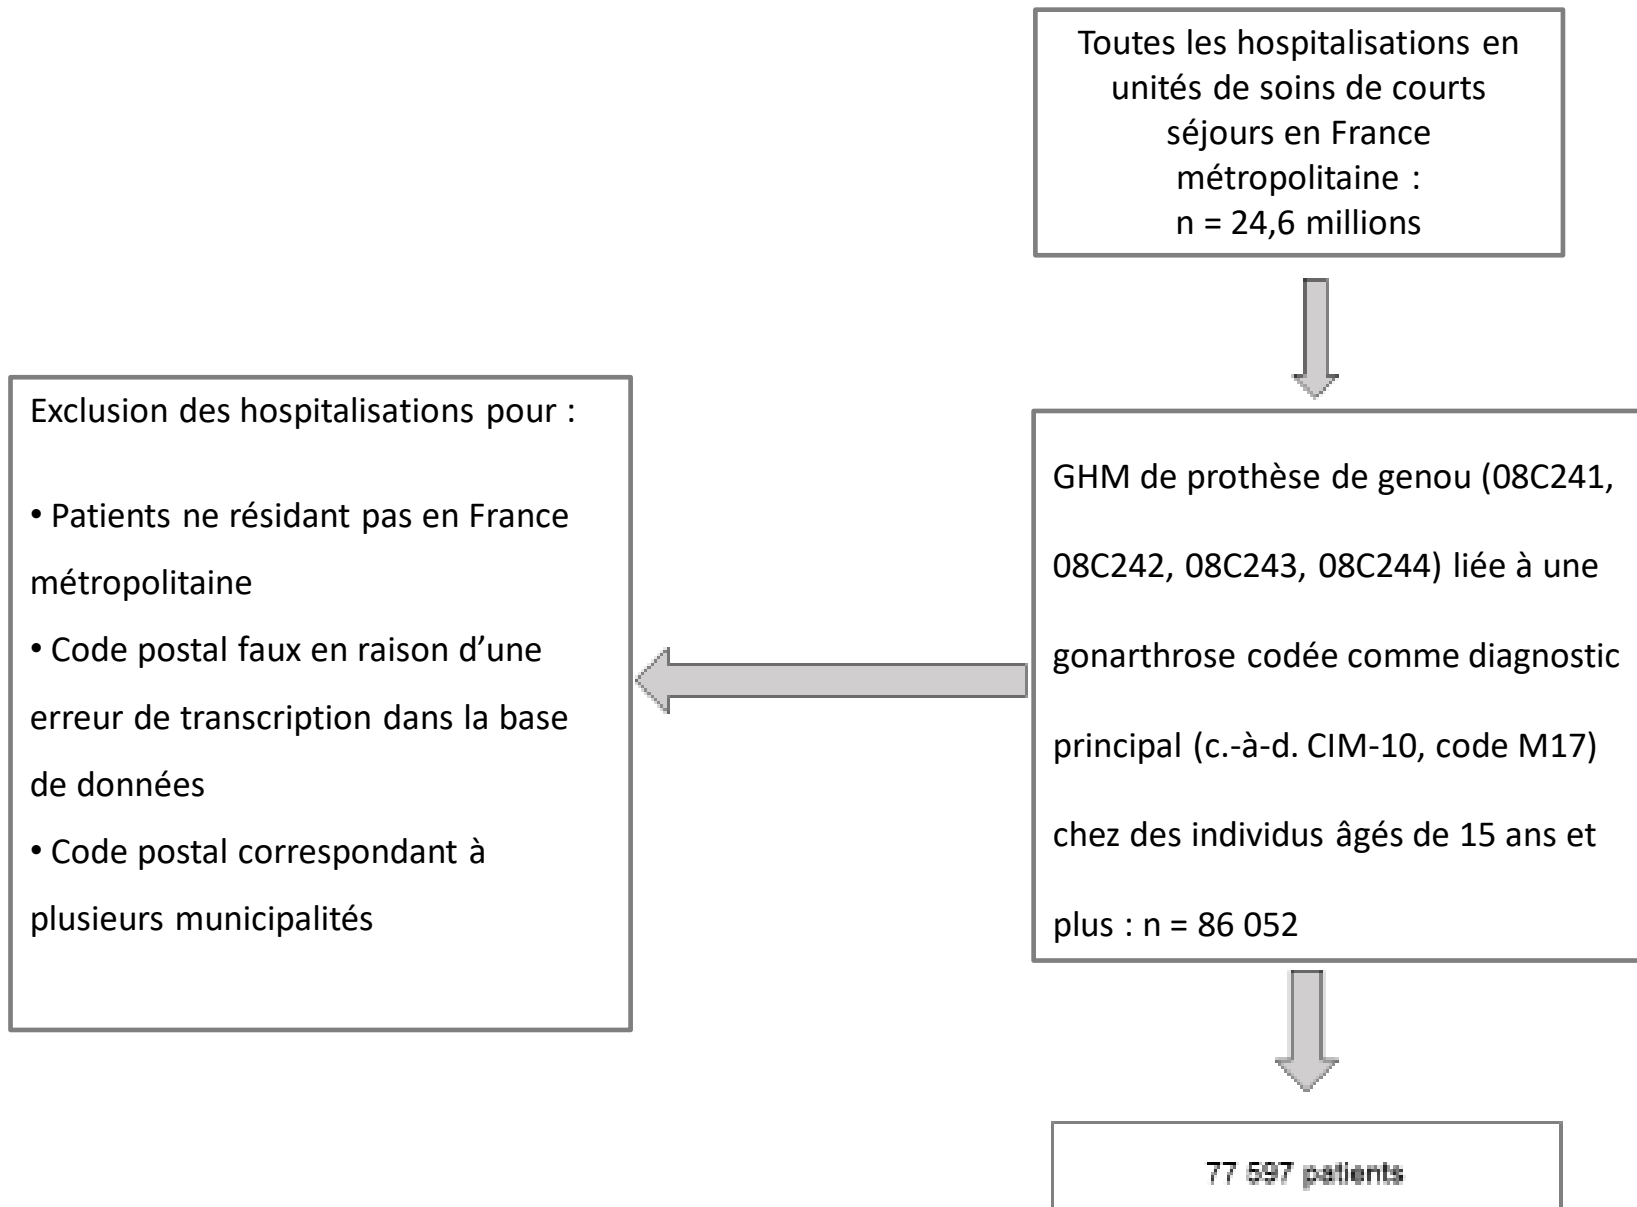 Toutes les hospitalisations en
unités de soins de courts
séjours en France
métropolitaine :
n = 24,6 millions
Exclusion des hospitalisations pour :
• Patients ne résidant pas en France
métropolitaine
• Code postal faux en raison d’une
erreur de transcription dans la base
de données
• Code postal correspondant à
plusieurs municipalités
GHM de prothèse de genou (08C241,
08C242, 08C243, 08C244) liée à une
gonarthrose codée comme diagnostic
principal (c.-à-d. CIM-10, code M17)
chez des individus âgés de 15 ans et
plus : n = 86 052
77 597 patients